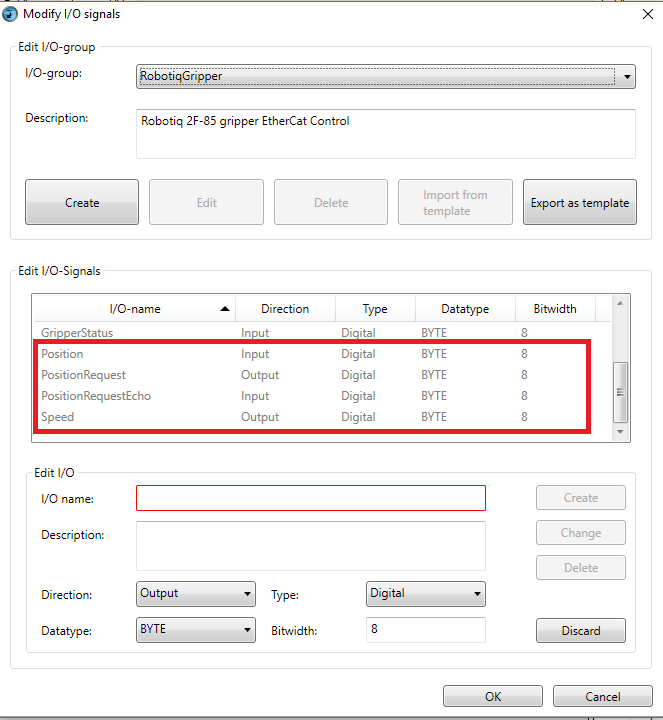 Modify I/O signals
Edit I/O-group
I/O-group: RobotiqGripper
Description: Robotiq 2F-85 gripper EtherCat Control
Create Edit Delete Import from template Export as template
Edit I/O-Signals
I/O-name Direction Type Datatype Bitwidth
GripperStatus Input Digital BYTE 8
Position Input Digital BYTE 8
PositionRequest Output Digital BYTE 8
PositionRequestEcho Input Digital BYTE 8
Speed Output Digital BYTE 8
Edit I/O
I/O name: Create
Description: Change
Delete
Direction: Output Type: Digital
Datatype: BYTE Bitwidth: 8 Discard
OK Cancel